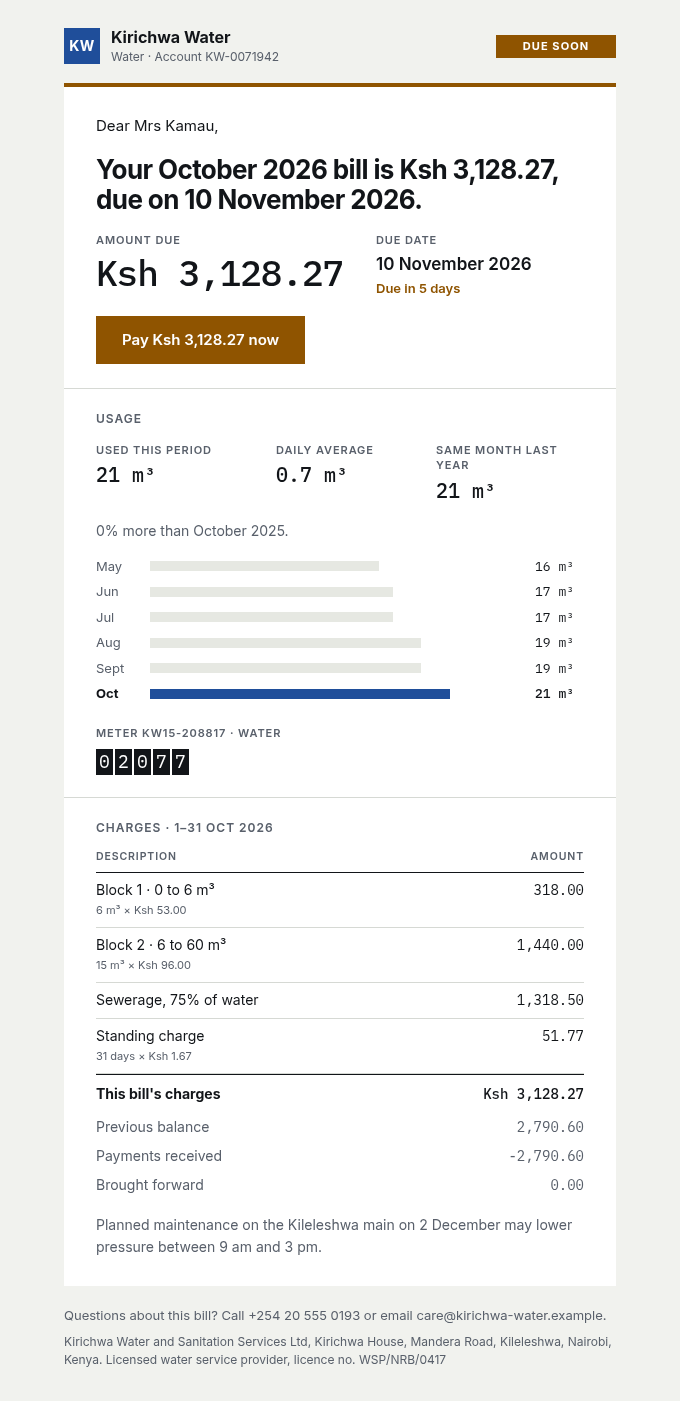 KW
Kirichwa Water
Water · Account KW-0071942
DUE SOON
Dear Mrs Kamau,
Your October 2026 bill is Ksh 3,128.27,
due on 10 November 2026.
AMOUNT DUE
Ksh 3,128.27
DUE DATE
10 November 2026
Due in 5 days
Pay Ksh 3,128.27 now
USAGE
USED THIS PERIOD
21 m³
DAILY AVERAGE
0.7 m³
SAME MONTH LAST
YEAR
21 m³
0% more than October 2025.
May 16 m³
Jun 17 m³
Jul 17 m³
Aug 19 m³
Sept 19 m³
Oct 21 m³
METER KW15-208817 · WATER
02077
CHARGES · 1–31 OCT 2026
DESCRIPTION AMOUNT
Block 1 · 0 to 6 m³ 318.00
6 m³ × Ksh 53.00
Block 2 · 6 to 60 m³ 1,440.00
15 m³ × Ksh 96.00
Sewerage, 75% of water 1,318.50
Standing charge 51.77
31 days × Ksh 1.67
This bill's charges Ksh 3,128.27
Previous balance 2,790.60
Payments received -2,790.60
Brought forward 0.00
Planned maintenance on the Kileleshwa main on 2 December may lower
pressure between 9 am and 3 pm.
Questions about this bill? Call +254 20 555 0193 or email care@kirichwa-water.example.
Kirichwa Water and Sanitation Services Ltd, Kirichwa House, Mandera Road, Kileleshwa, Nairobi,
Kenya. Licensed water service provider, licence no. WSP/NRB/0417